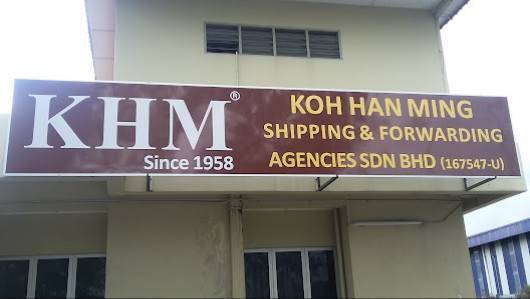 KHM®
Since 1958
KOH HAN MING
SHIPPING & FORWARDING
AGENCIES SDN BHD (167547-U)